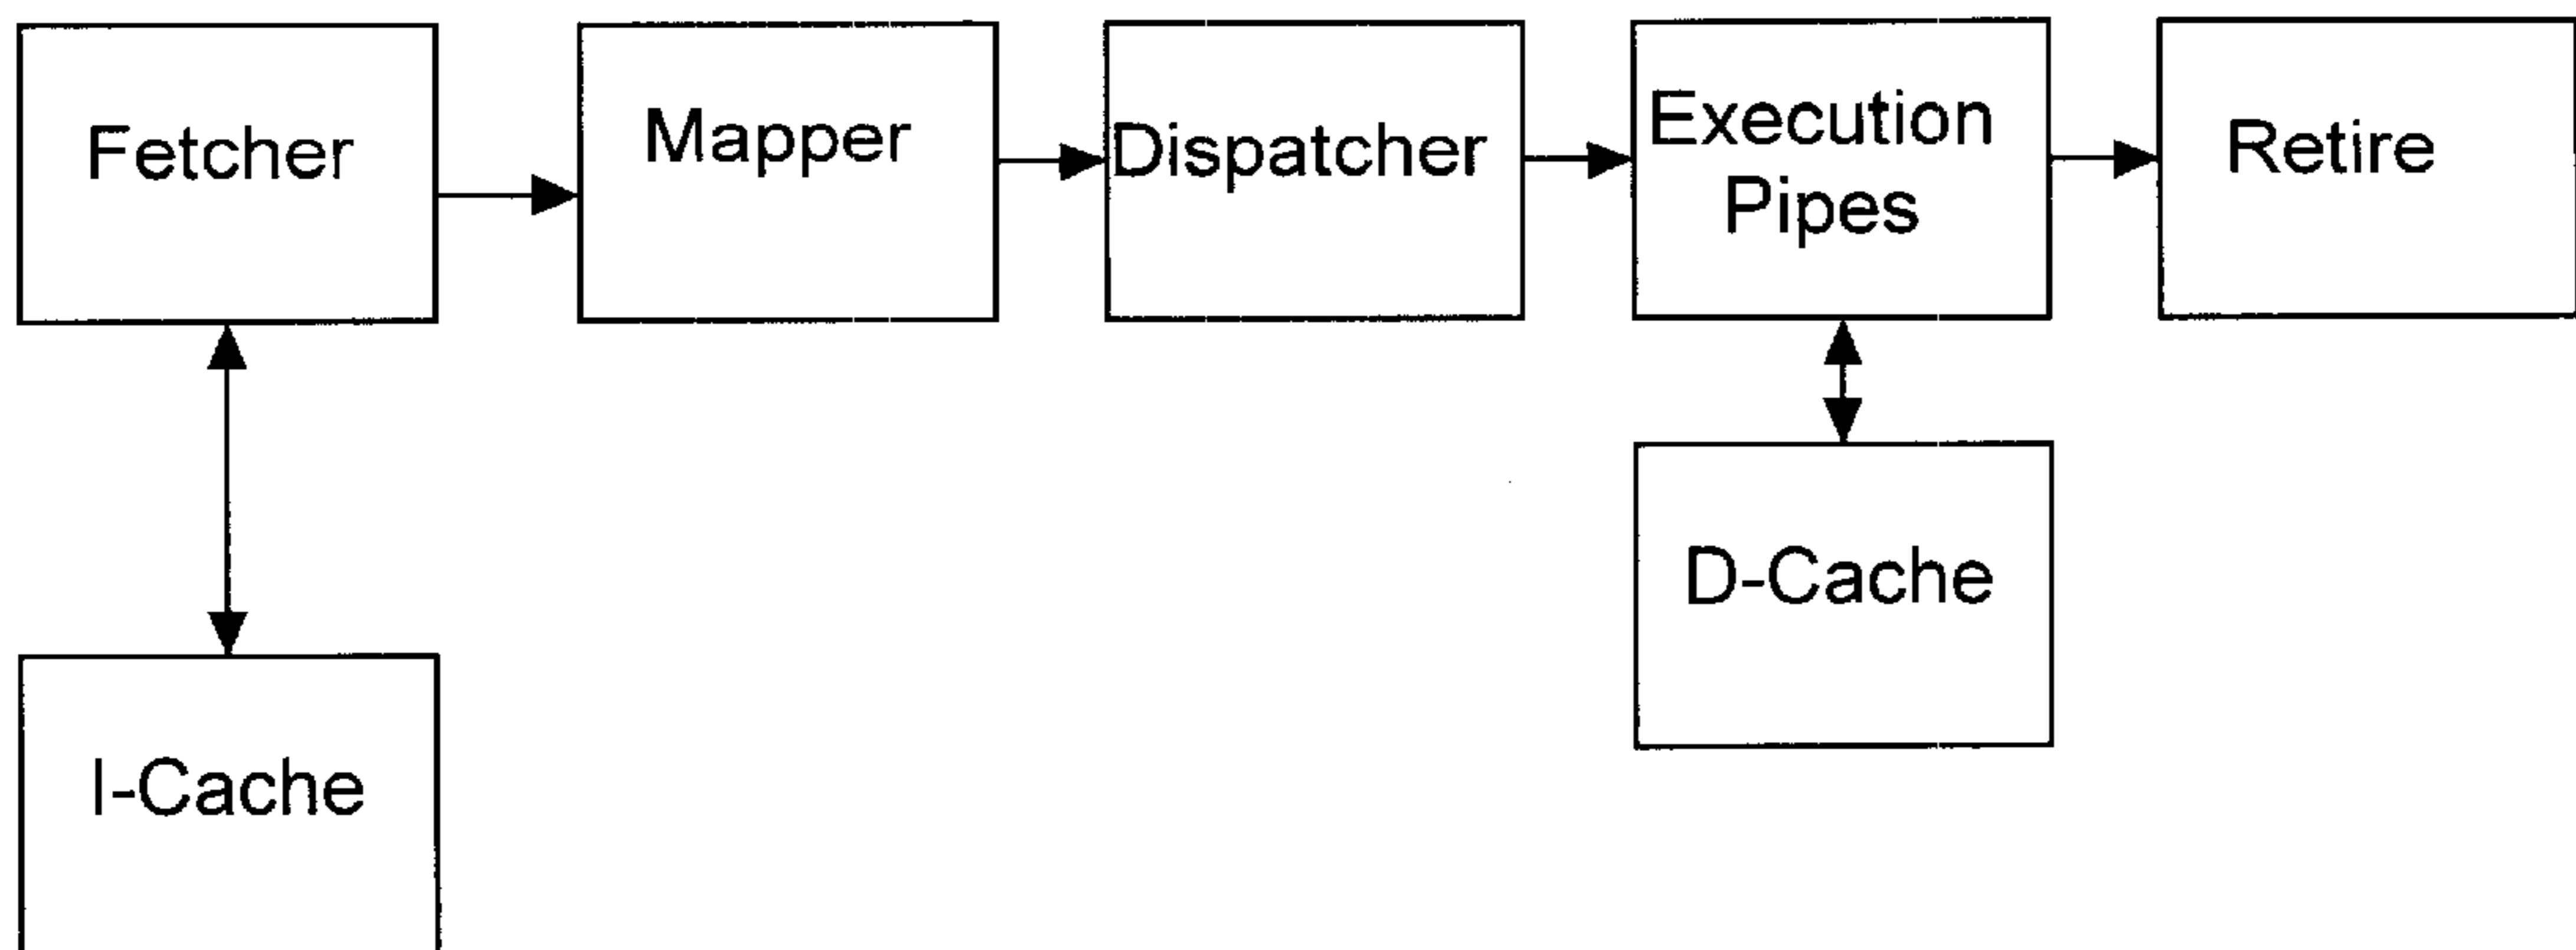 Fetcher
Mapper
Dispatcher
Execution
Pipes
Retire
D-Cache
I-Cache